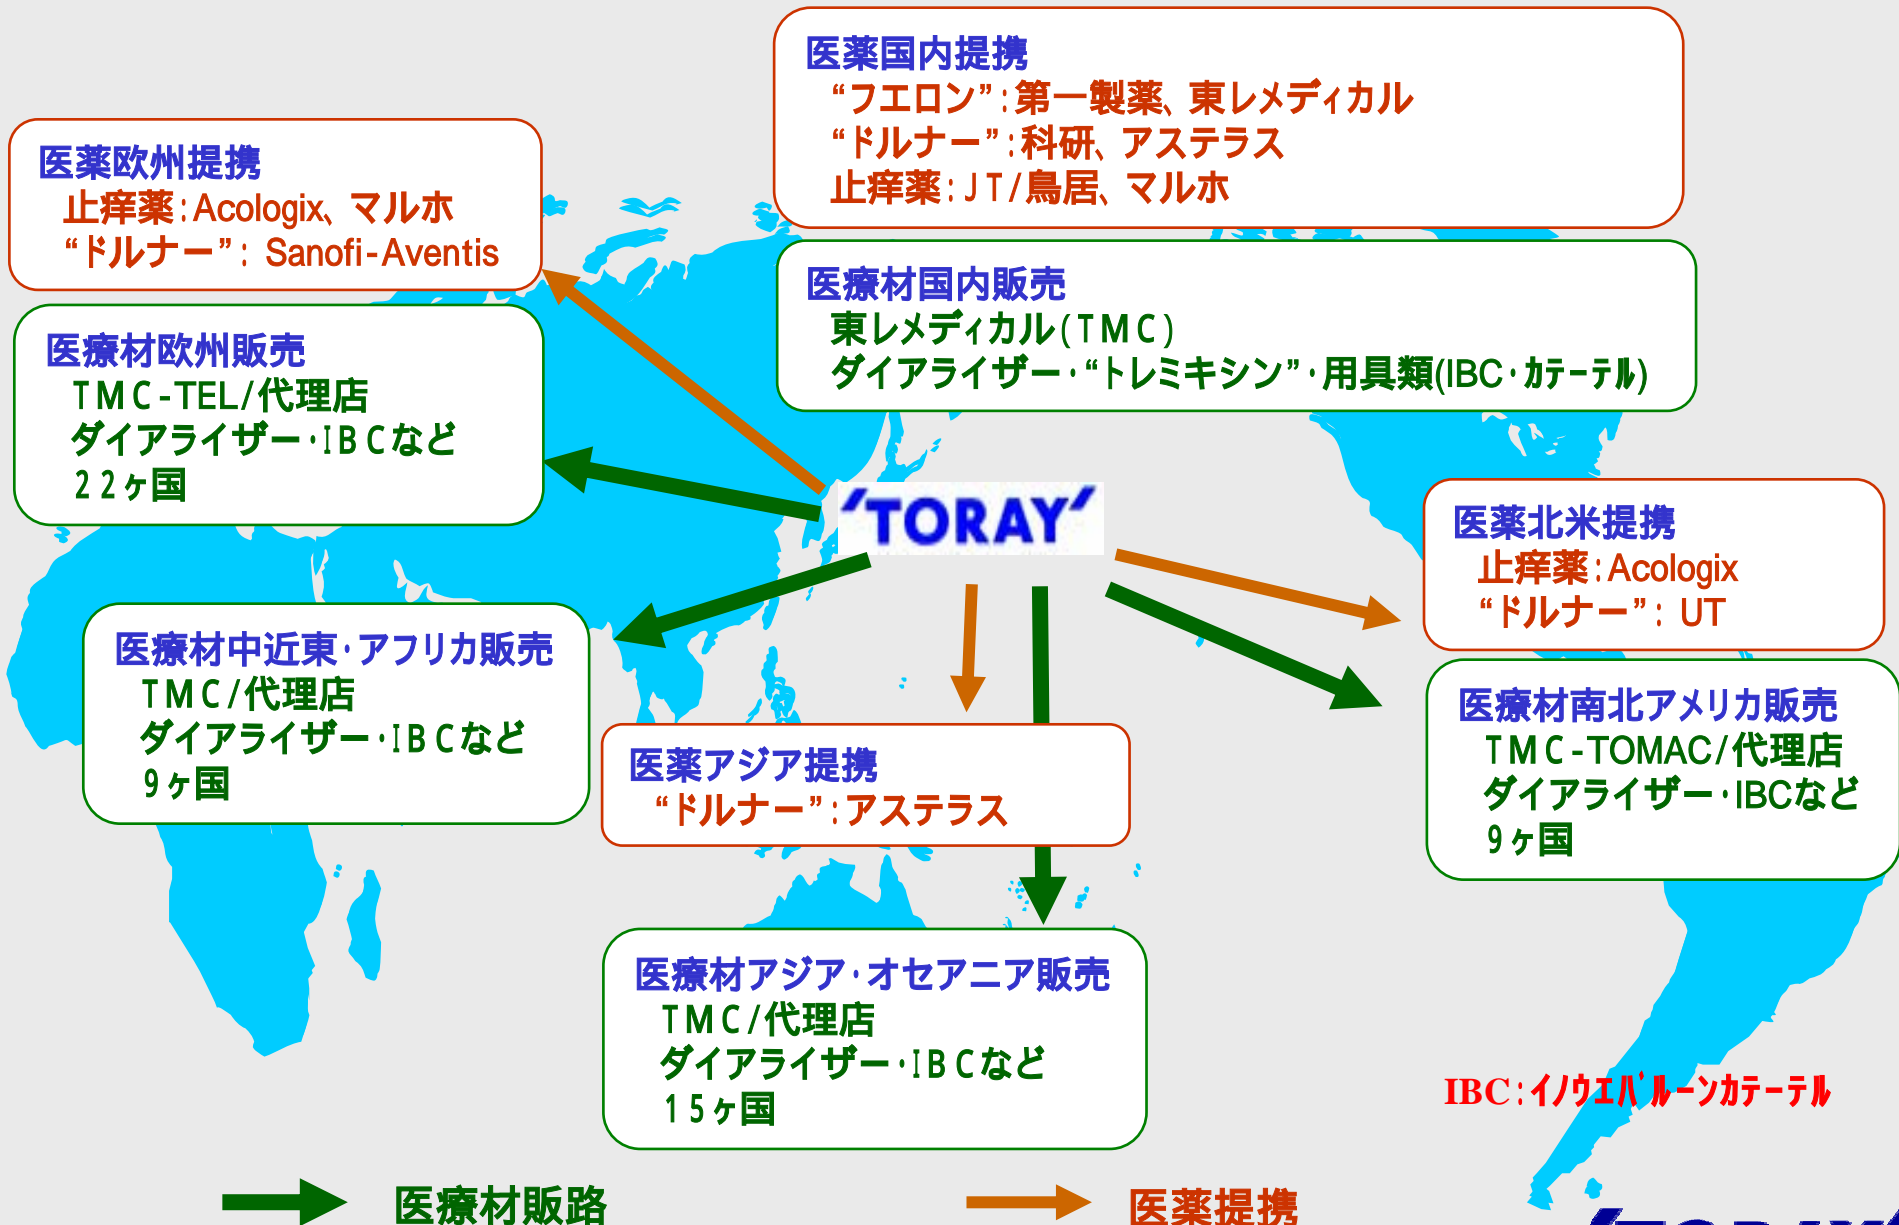 医薬国内提携
“フエロン”:第一製薬、東レメディカル
“ドルナー”:科研、アステラス
止痒薬:JT/鳥居、マルホ
医薬欧州提携
止痒薬:Acologix、マルホ
“ドルナー”: Sanofi-Aventis
医療材国内販売
東レメディカル(TMC)
ダイアライザー・“トレミキシン”・用具類(IBC・カテーテル)
医療材欧州販売
TMC-TEL/代理店
ダイアライザー・IBCなど
22ヶ国
'TORAY'
医薬北米提携
止痒薬:Acologix
“ドルナー”: UT
医療材中近東・アフリカ販売
TMC/代理店
ダイアライザー・IBCなど
9ヶ国
医薬アジア提携
“ドルナー”:アステラス
医療材南北アメリカ販売
TMC-TOMAC/代理店
ダイアライザー・IBCなど
9ヶ国
医療材アジア・オセアニア販売
TMC/代理店
ダイアライザー・IBCなど
15ヶ国
IBC:イノウエバルーンカテーテル
医療材販路
医薬提携
'TORAY'